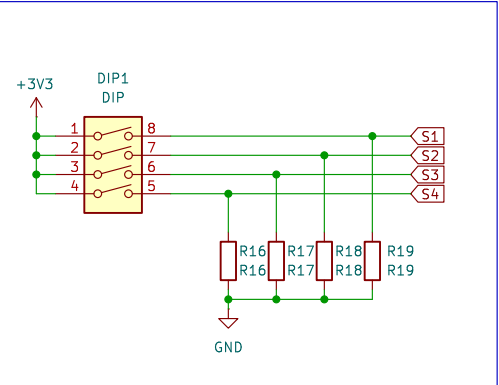 +3V3
DIP1
DIP
1 8 S1
2 7 S2
3 6 S3
4 5 S4
R16 R17 R18 R19
R16 R17 R18 R19
GND